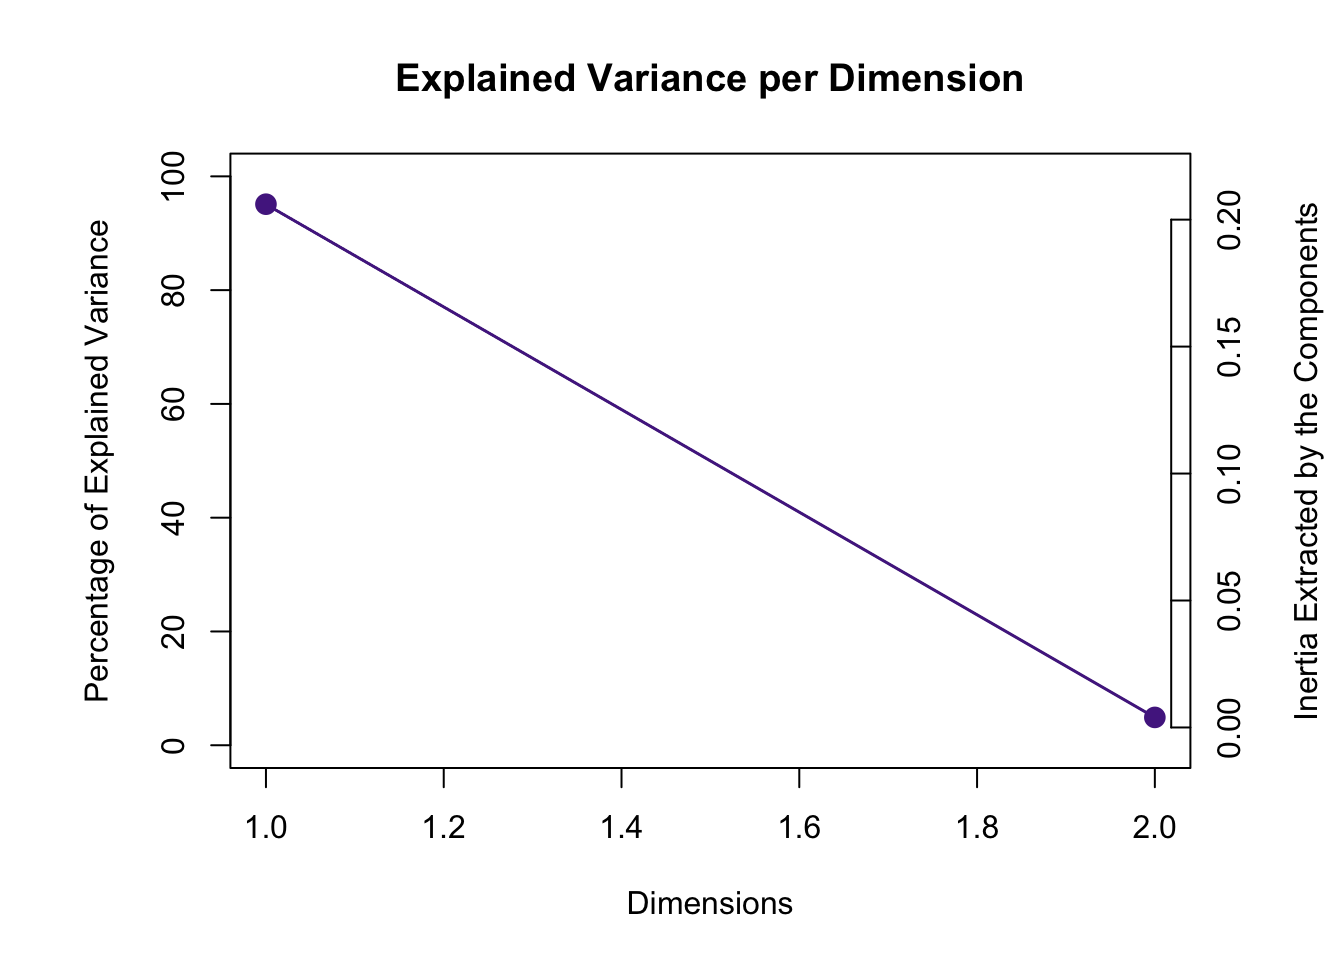 Explained Variance per Dimension
Percentage of Explained Variance
100
80
60
40
20
0
0.20
0.15
0.10
0.05
0.00
Inertia Extracted by the Components
1.0 1.2 1.4 1.6 1.8 2.0
Dimensions